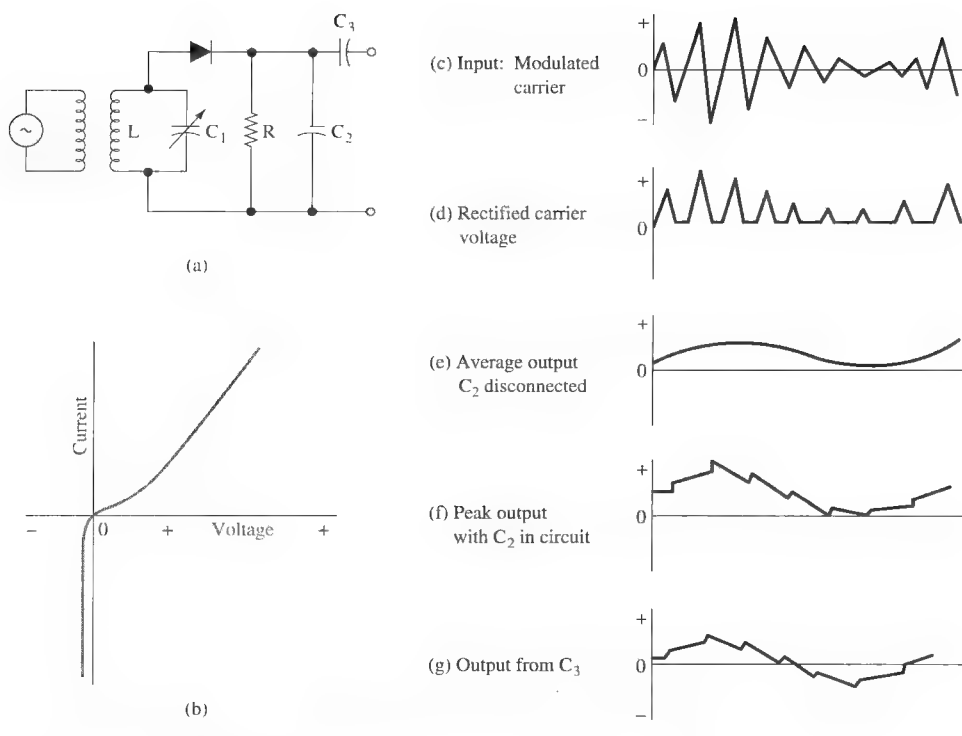 C3
L
C1
R
C2
~
(a)
Current
− 0 + Voltage +
(b)
(c) Input: Modulated
carrier
+
0
−
(d) Rectified carrier
voltage
+
0
(e) Average output
C2 disconnected
+
0
(f) Peak output
with C2 in circuit
+
0
(g) Output from C3
+
0
−